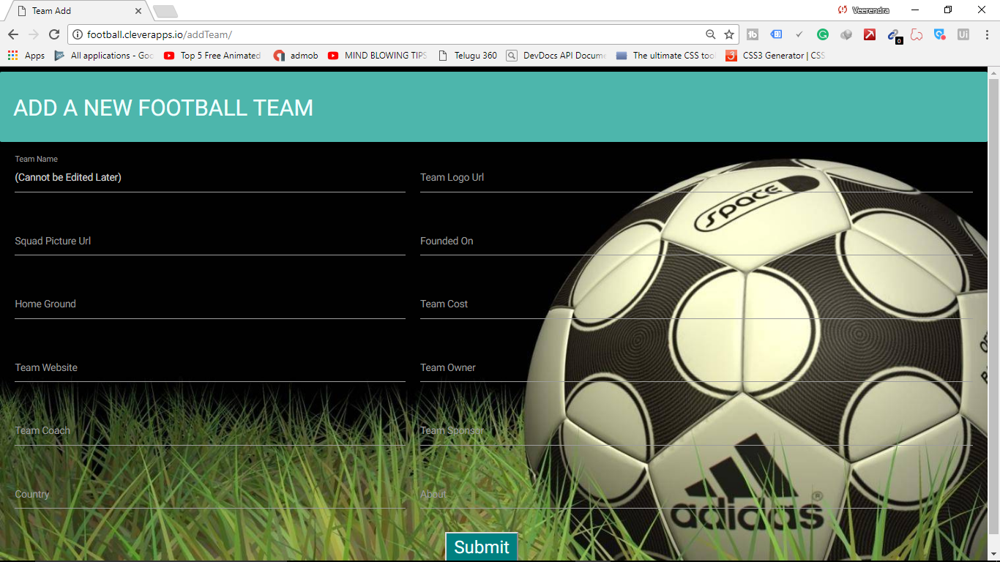 Team Add
Veerendra
football.cleverapps.io/addTeam/
Apps
All applications - Goo
Top 5 Free Animated
admob
MIND BLOWING TIPS
Telugu 360
DevDocs API Docume
The ultimate CSS tool
CSS3 Generator | CSS
ADD A NEW FOOTBALL TEAM
Team Name
(Cannot be Edited Later)
Team Logo Url
Squad Picture Url
Founded On
Home Ground
Team Cost
Team Website
Team Owner
Team Coach
Team Sponsor
Country
About
Submit
space
adidas®